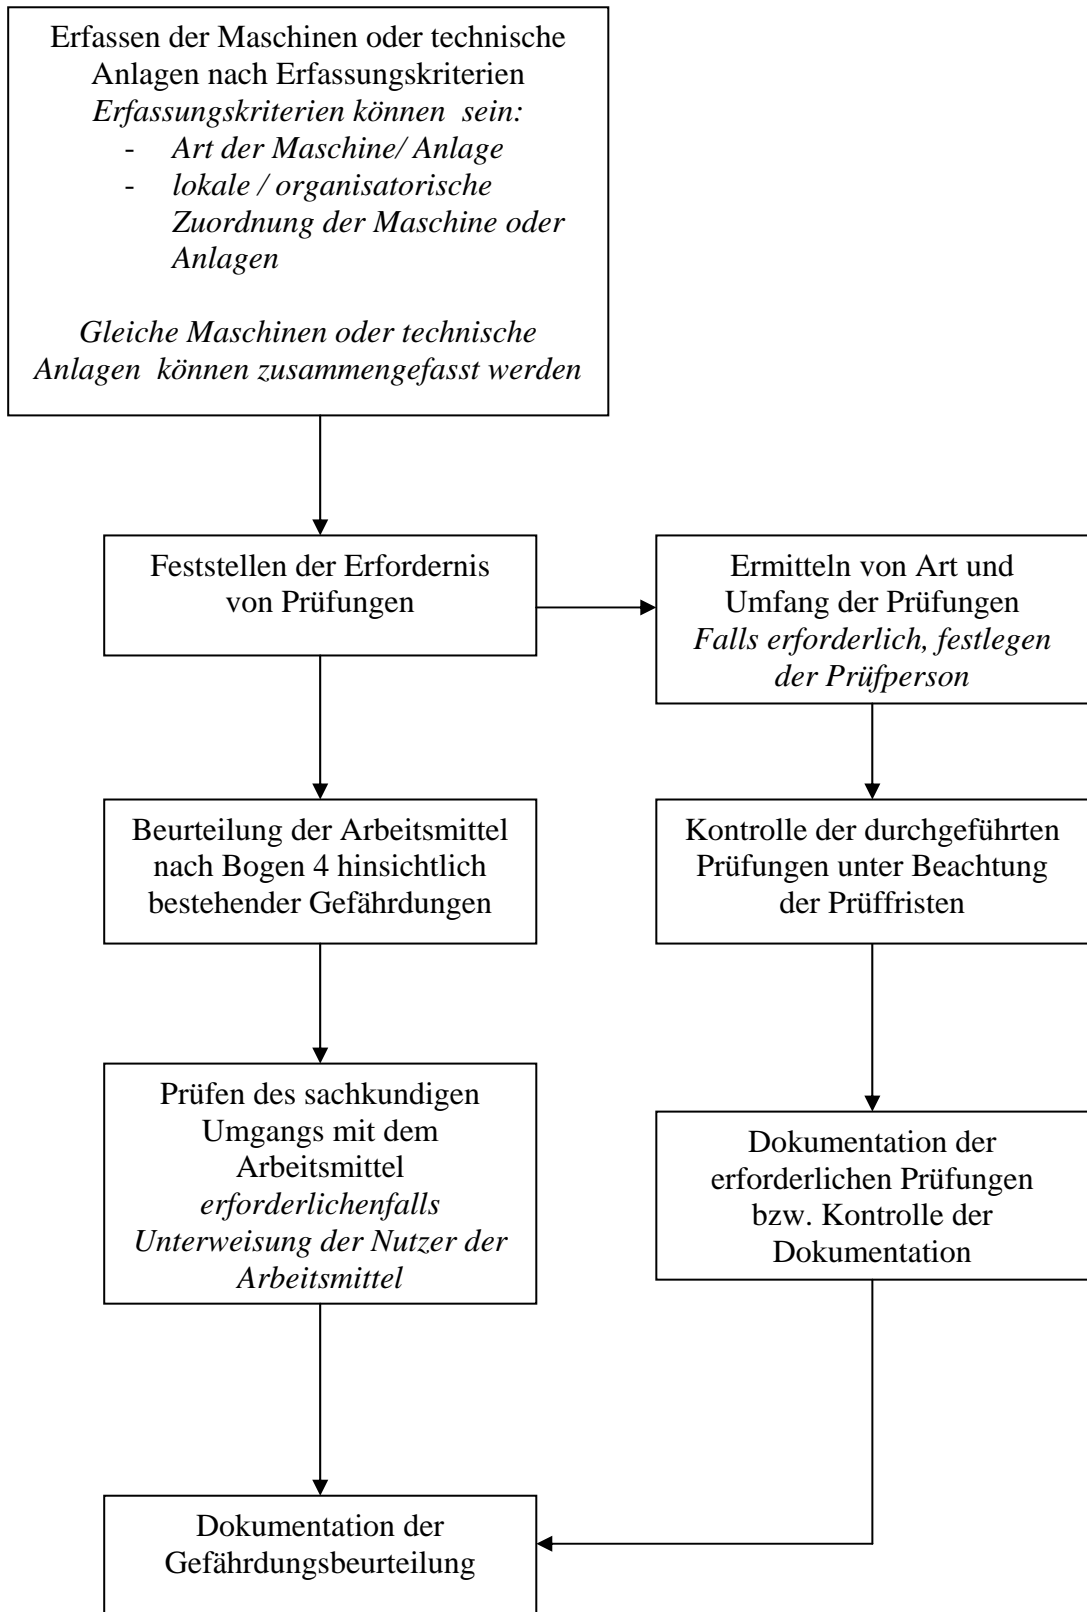 Erfassen der Maschinen oder technische
Anlagen nach Erfassungskriterien
Erfassungskriterien können  sein:
- Art der Maschine/ Anlage
- lokale / organisatorische
Zuordnung der Maschine oder
Anlagen
Gleiche Maschinen oder technische
Anlagen  können zusammengefasst werden
Feststellen der Erfordernis
von Prüfungen
Ermitteln von Art und
Umfang der Prüfungen
Falls erforderlich, festlegen
der Prüfperson
Beurteilung der Arbeitsmittel
nach Bogen 4 hinsichtlich
bestehender Gefährdungen
Kontrolle der durchgeführten
Prüfungen unter Beachtung
der Prüffristen
Prüfen des sachkundigen
Umgangs mit dem
Arbeitsmittel
erforderlichenfalls
Unterweisung der Nutzer der
Arbeitsmittel
Dokumentation der
erforderlichen Prüfungen
bzw. Kontrolle der
Dokumentation
Dokumentation der
Gefährdungsbeurteilung